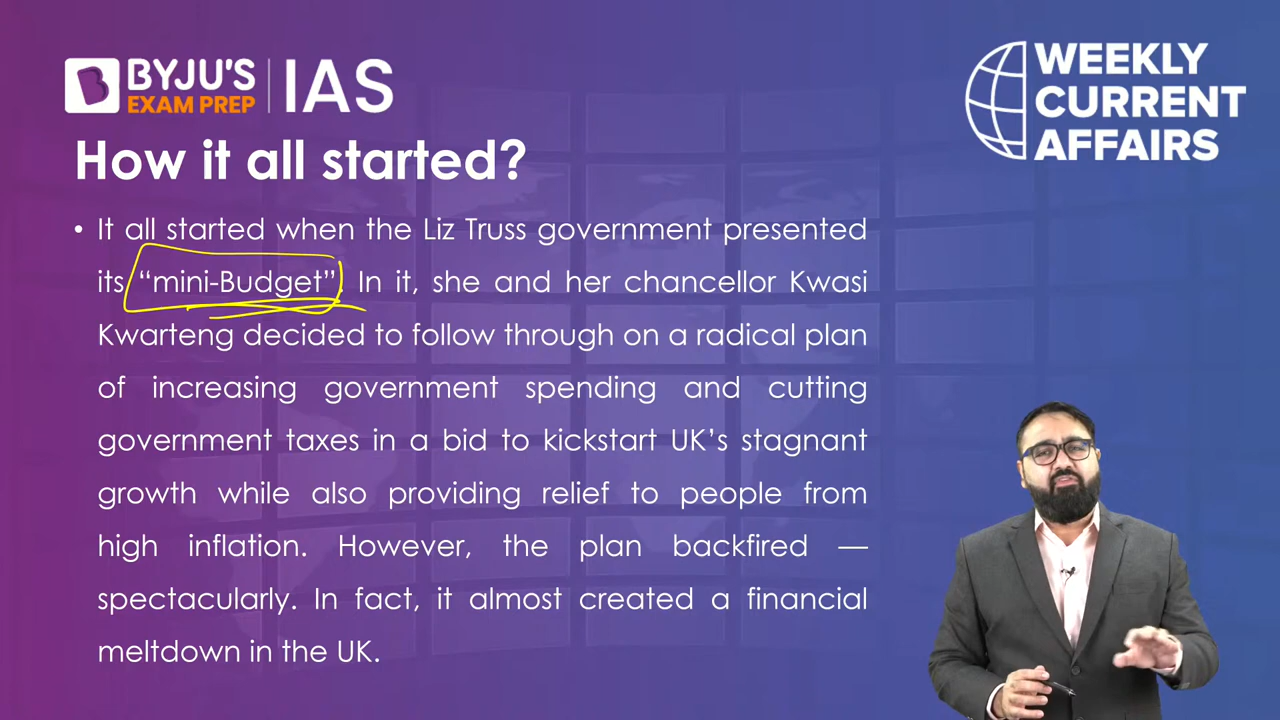 BYJU'S
EXAM PREP
IAS
WEEKLY
CURRENT
AFFAIRS
How it all started?
• It all started when the Liz Truss government presented
its “mini-Budget”. In it, she and her chancellor Kwasi
Kwarteng decided to follow through on a radical plan
of increasing government spending and cutting
government taxes in a bid to kickstart UK’s stagnant
growth while also providing relief to people from
high inflation. However, the plan backfired —
spectacularly. In fact, it almost created a financial
meltdown in the UK.